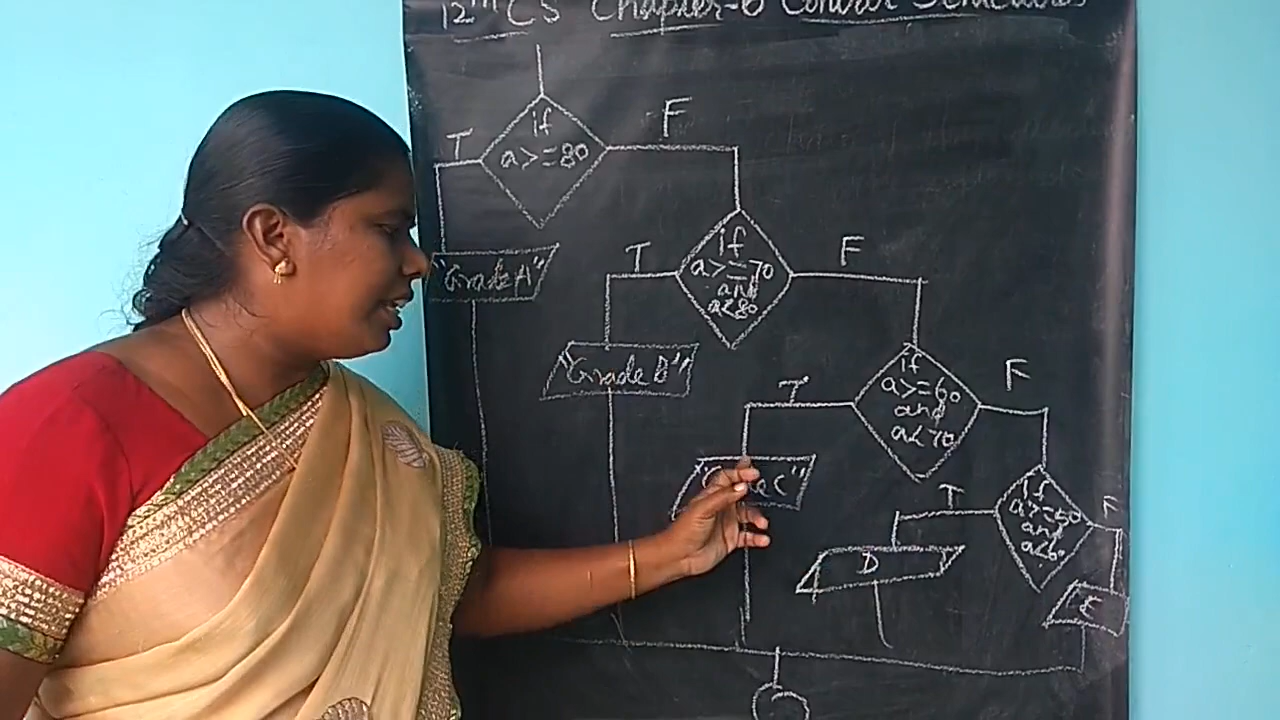 12th CS Chapter-6 Control Structures
if
a>=80
T
F
"Grade A"
if
a>=70
and
a<80
T
F
"Grade B"
if
a>=60
and
a<70
T
F
C"
if
a>=50
and
a<60
T
F
D
E